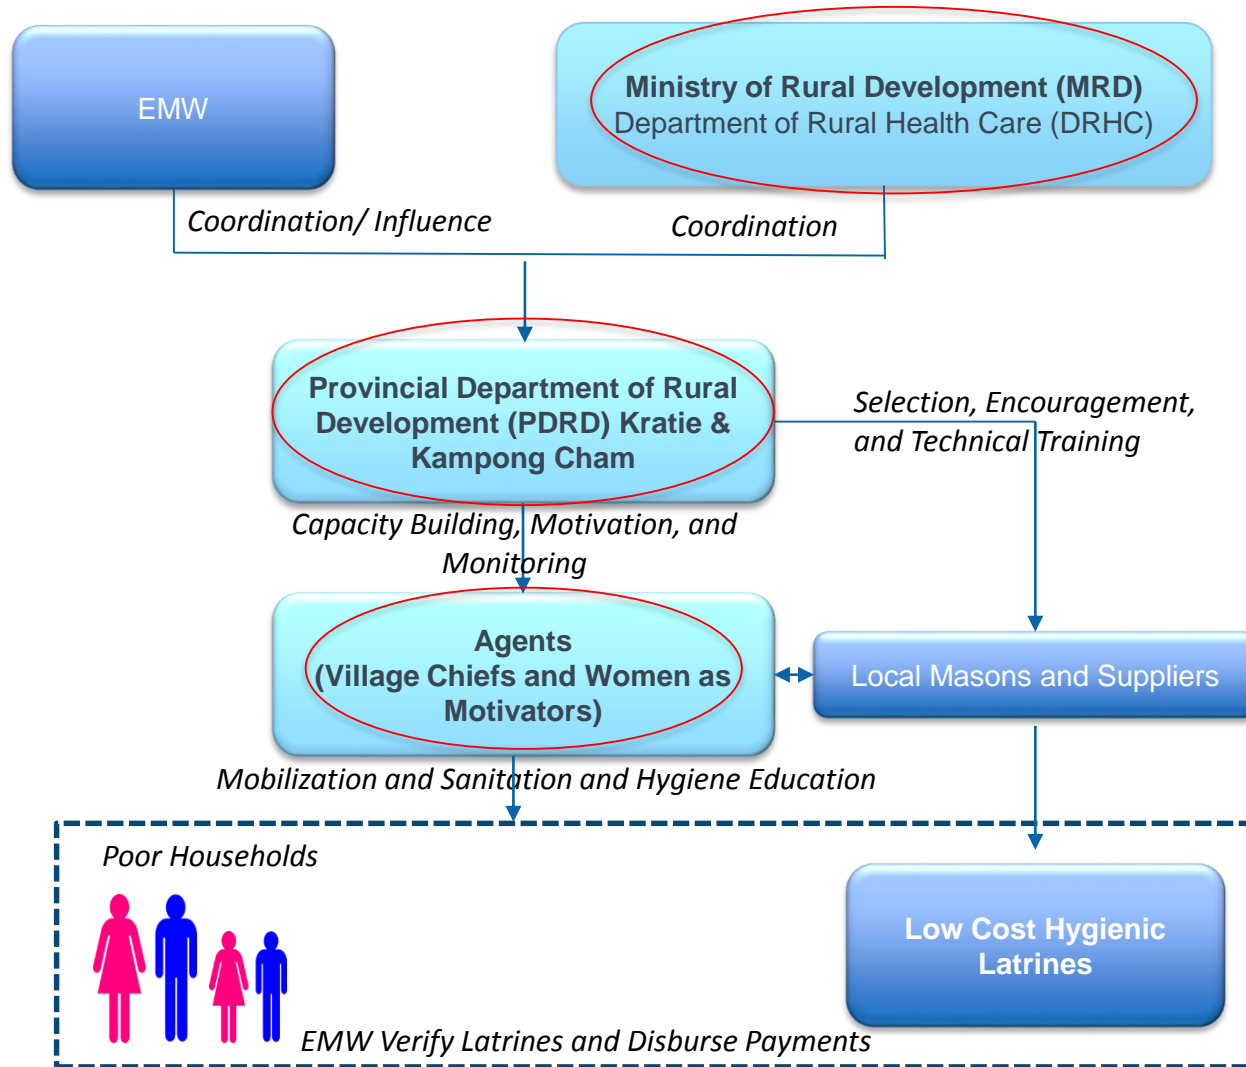 EMW
Ministry of Rural Development (MRD)
Department of Rural Health Care (DRHC)
Coordination/ Influence
Coordination
Provincial Department of Rural
Development (PDRD) Kratie &
Kampong Cham
Selection, Encouragement,
and Technical Training
Capacity Building, Motivation, and
Monitoring
Agents
(Village Chiefs and Women as
Motivators)
Local Masons and Suppliers
Mobilization and Sanitation and Hygiene Education
Poor Households
Low Cost Hygienic
Latrines
EMW Verify Latrines and Disburse Payments